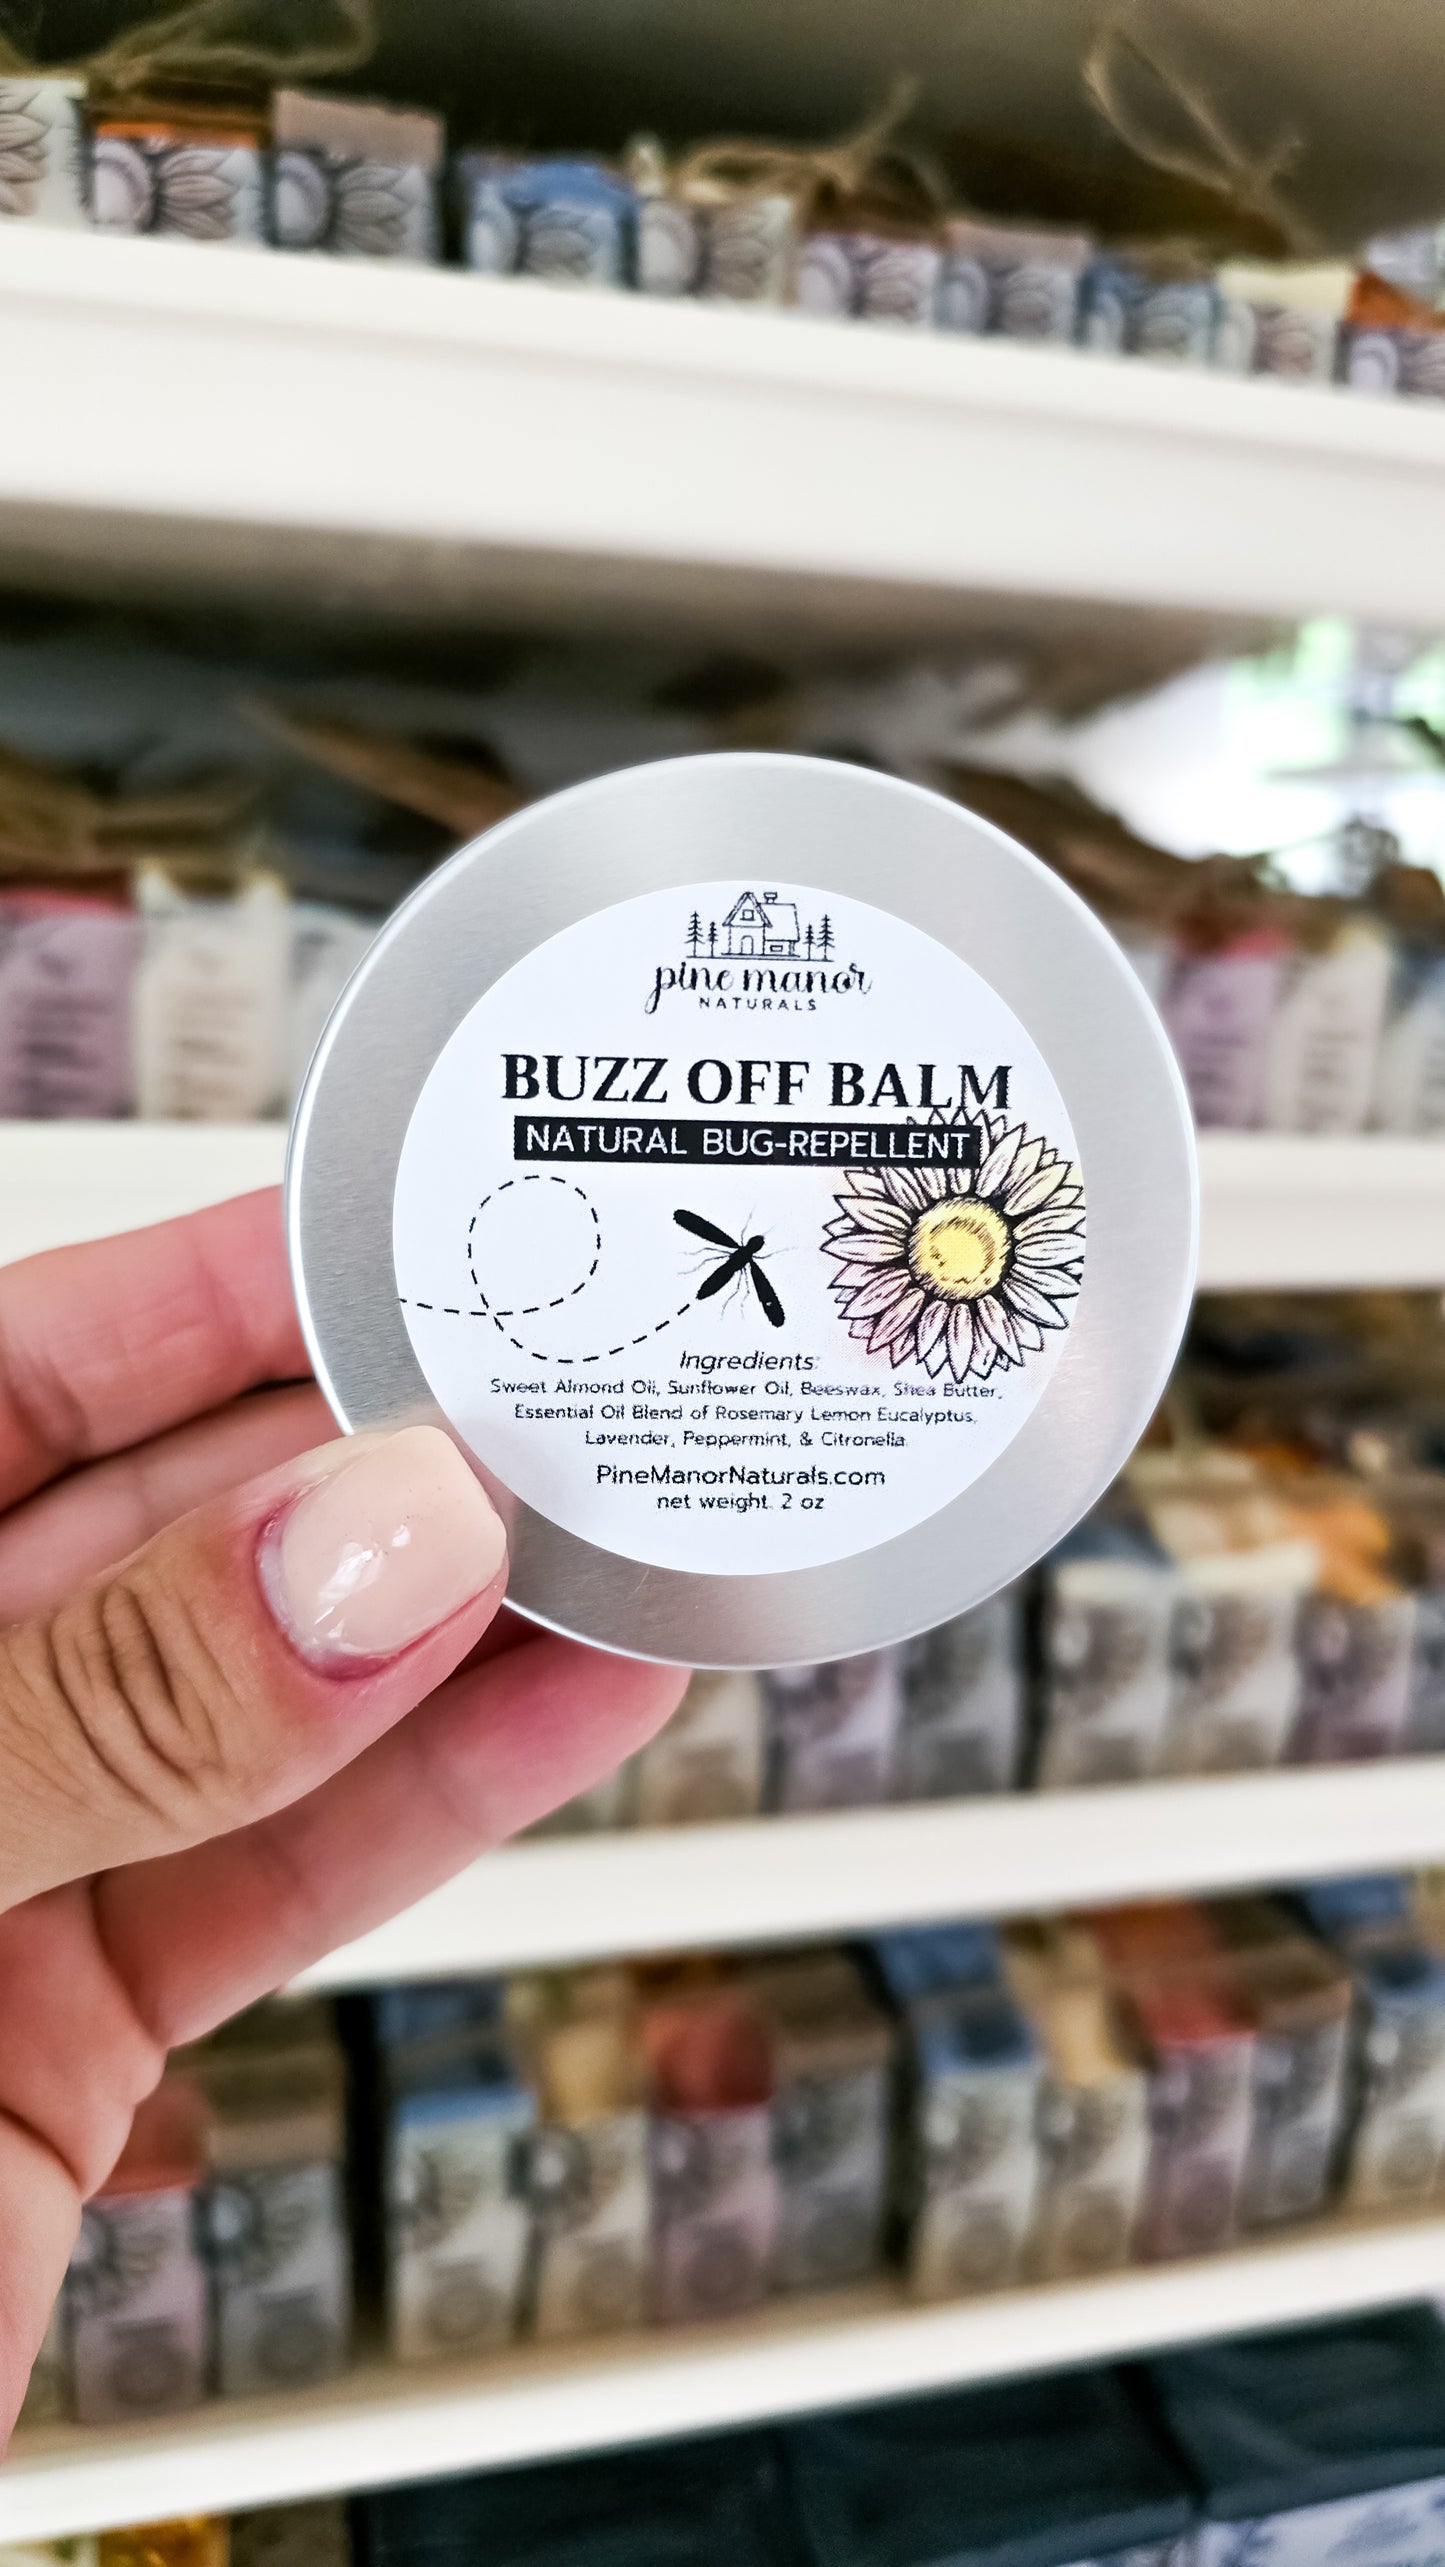 pine manor
NATURALS
BUZZ OFF BALM
NATURAL BUG-REPELLENT
Ingredients:
Sweet Almond Oil, Sunflower Oil, Beeswax, Shea Butter,
Essential Oil Blend of Rosemary Lemon Eucalyptus,
Lavender, Peppermint, & Citronella
PineManorNaturals.com
net weight. 2 oz